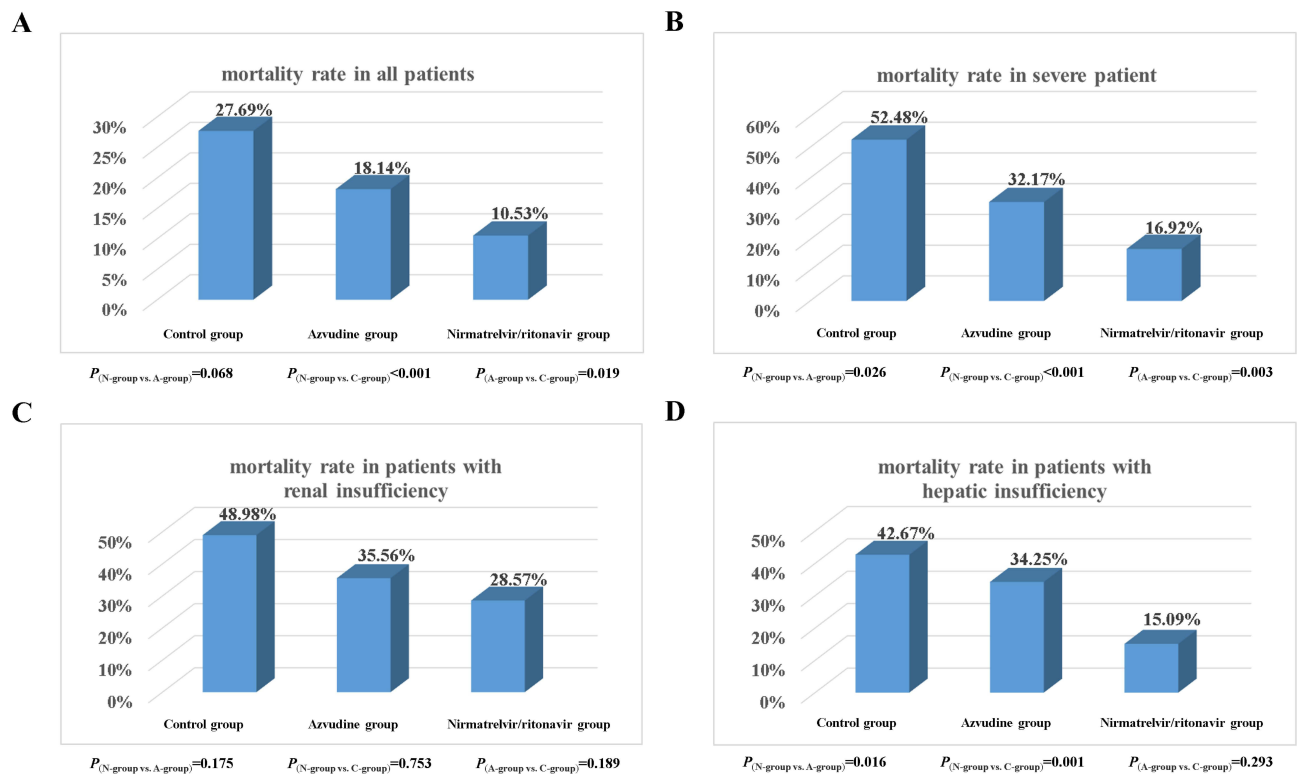 A
mortality rate in all patients
30%
25%
20%
15%
10%
5%
0%
27.69%
18.14%
10.53%
Control group Azvudine group Nirmatrelvir/ritonavir group
P(N-group vs. A-group)=0.068 P(N-group vs. C-group)<0.001 P(A-group vs. C-group)=0.019
B
mortality rate in severe patient
60%
50%
40%
30%
20%
10%
0%
52.48%
32.17%
16.92%
Control group Azvudine group Nirmatrelvir/ritonavir group
P(N-group vs. A-group)=0.026 P(N-group vs. C-group)<0.001 P(A-group vs. C-group)=0.003
C
mortality rate in patients with
renal insufficiency
50%
40%
30%
20%
10%
0%
48.98%
35.56%
28.57%
Control group Azvudine group Nirmatrelvir/ritonavir group
P(N-group vs. A-group)=0.175 P(N-group vs. C-group)=0.753 P(A-group vs. C-group)=0.189
D
mortality rate in patients with
hepatic insufficiency
50%
40%
30%
20%
10%
0%
42.67%
34.25%
15.09%
Control group Azvudine group Nirmatrelvir/ritonavir group
P(N-group vs. A-group)=0.016 P(N-group vs. C-group)=0.001 P(A-group vs. C-group)=0.293